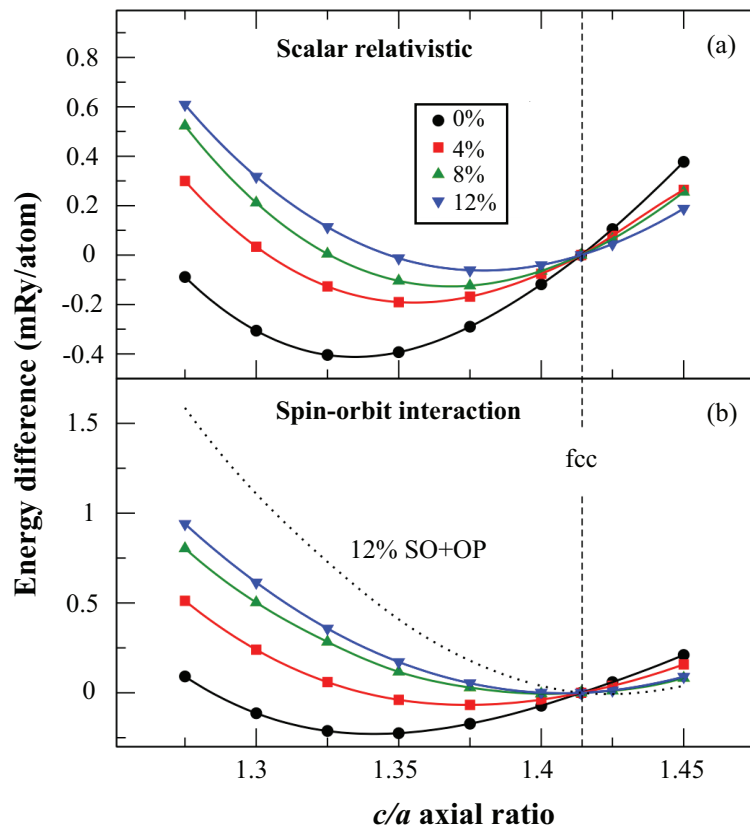 Scalar relativistic
(a)
0.8
0.6
0.4
0.2
0
-0.2
-0.4
0%
4%
8%
12%
Energy difference (mRy/atom)
Spin-orbit interaction
(b)
1.5
1
0.5
0
fcc
12% SO+OP
1.3
1.35
1.4
1.45
c/a axial ratio